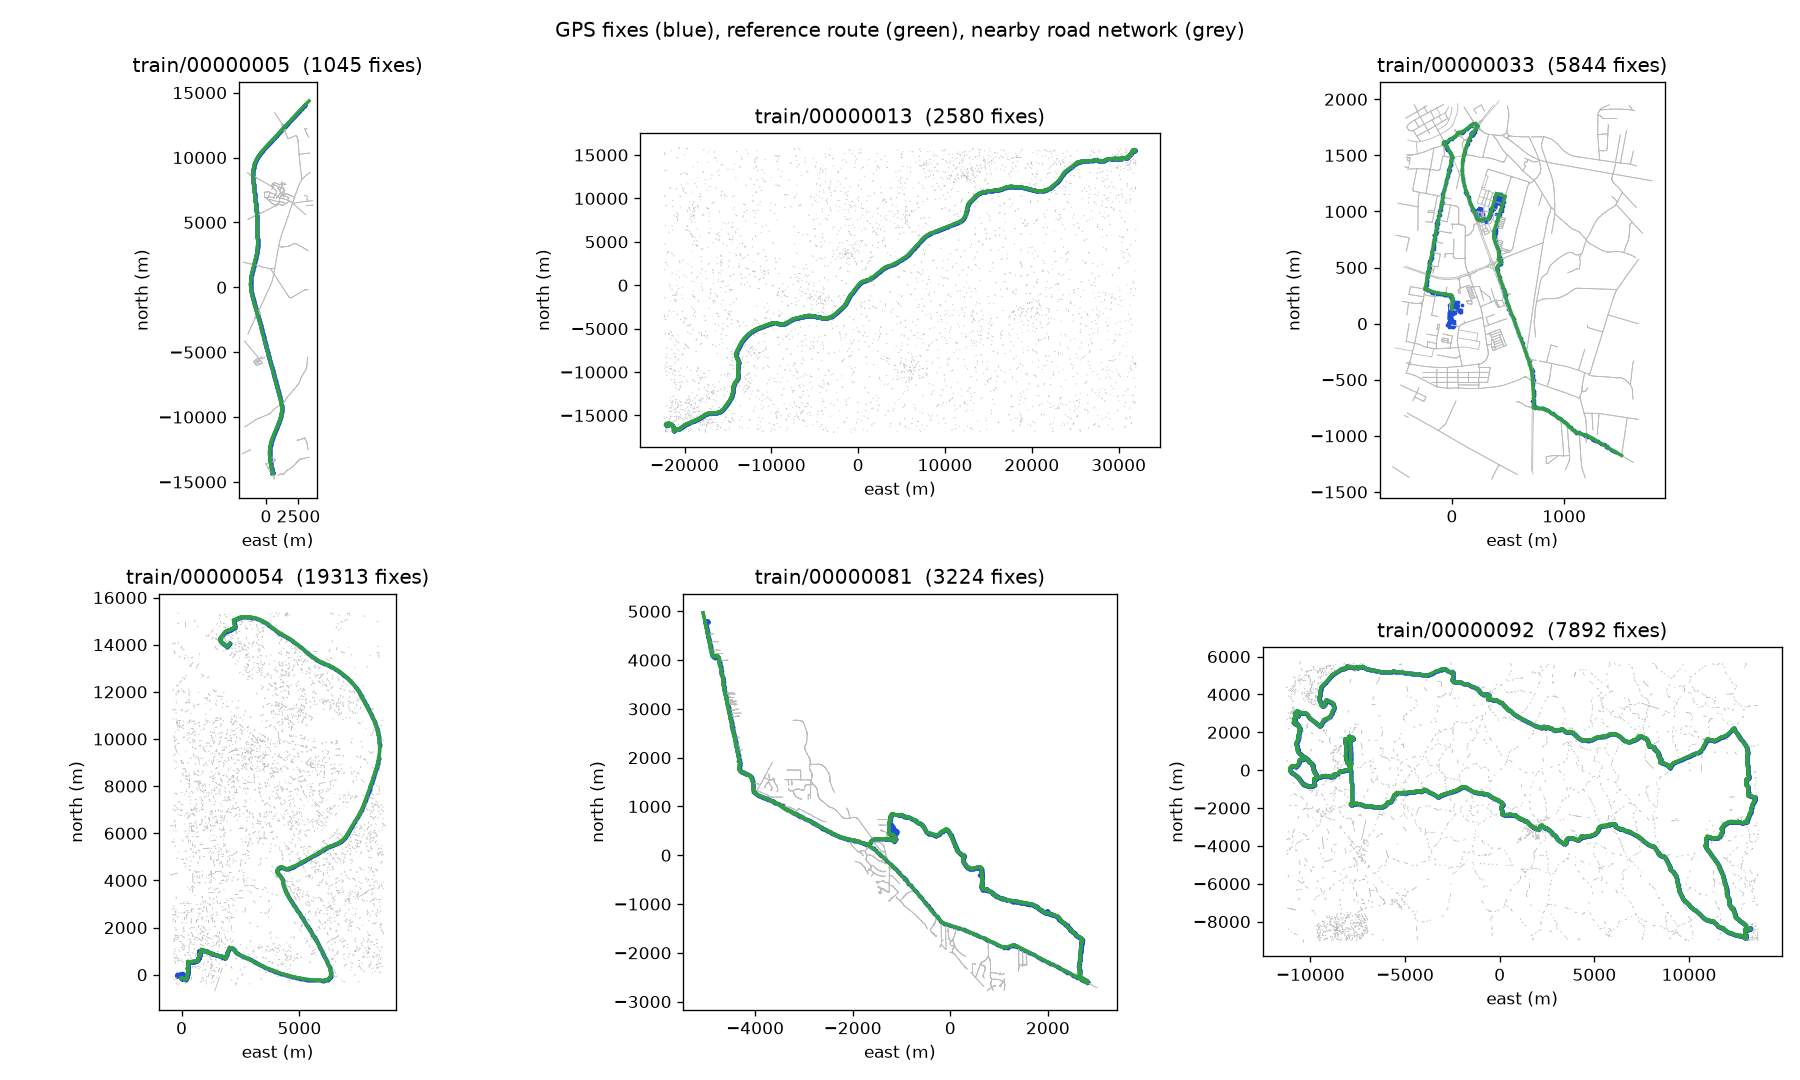 GPS fixes (blue), reference route (green), nearby road network (grey)
train/00000005 (1045 fixes)
15000
10000
5000
0
−5000
−10000
−15000
north (m)
0 2500
east (m)
train/00000013 (2580 fixes)
15000
10000
5000
0
−5000
−10000
−15000
north (m)
−20000 −10000 0 10000 20000 30000
east (m)
train/00000033 (5844 fixes)
2000
1500
1000
500
0
−500
−1000
−1500
north (m)
0 1000
east (m)
train/00000054 (19313 fixes)
16000
14000
12000
10000
8000
6000
4000
2000
0
north (m)
0 5000
east (m)
train/00000081 (3224 fixes)
5000
4000
3000
2000
1000
0
−1000
−2000
−3000
north (m)
−4000 −2000 0 2000
east (m)
train/00000092 (7892 fixes)
6000
4000
2000
0
−2000
−4000
−6000
−8000
north (m)
−10000 −5000 0 5000 10000
east (m)